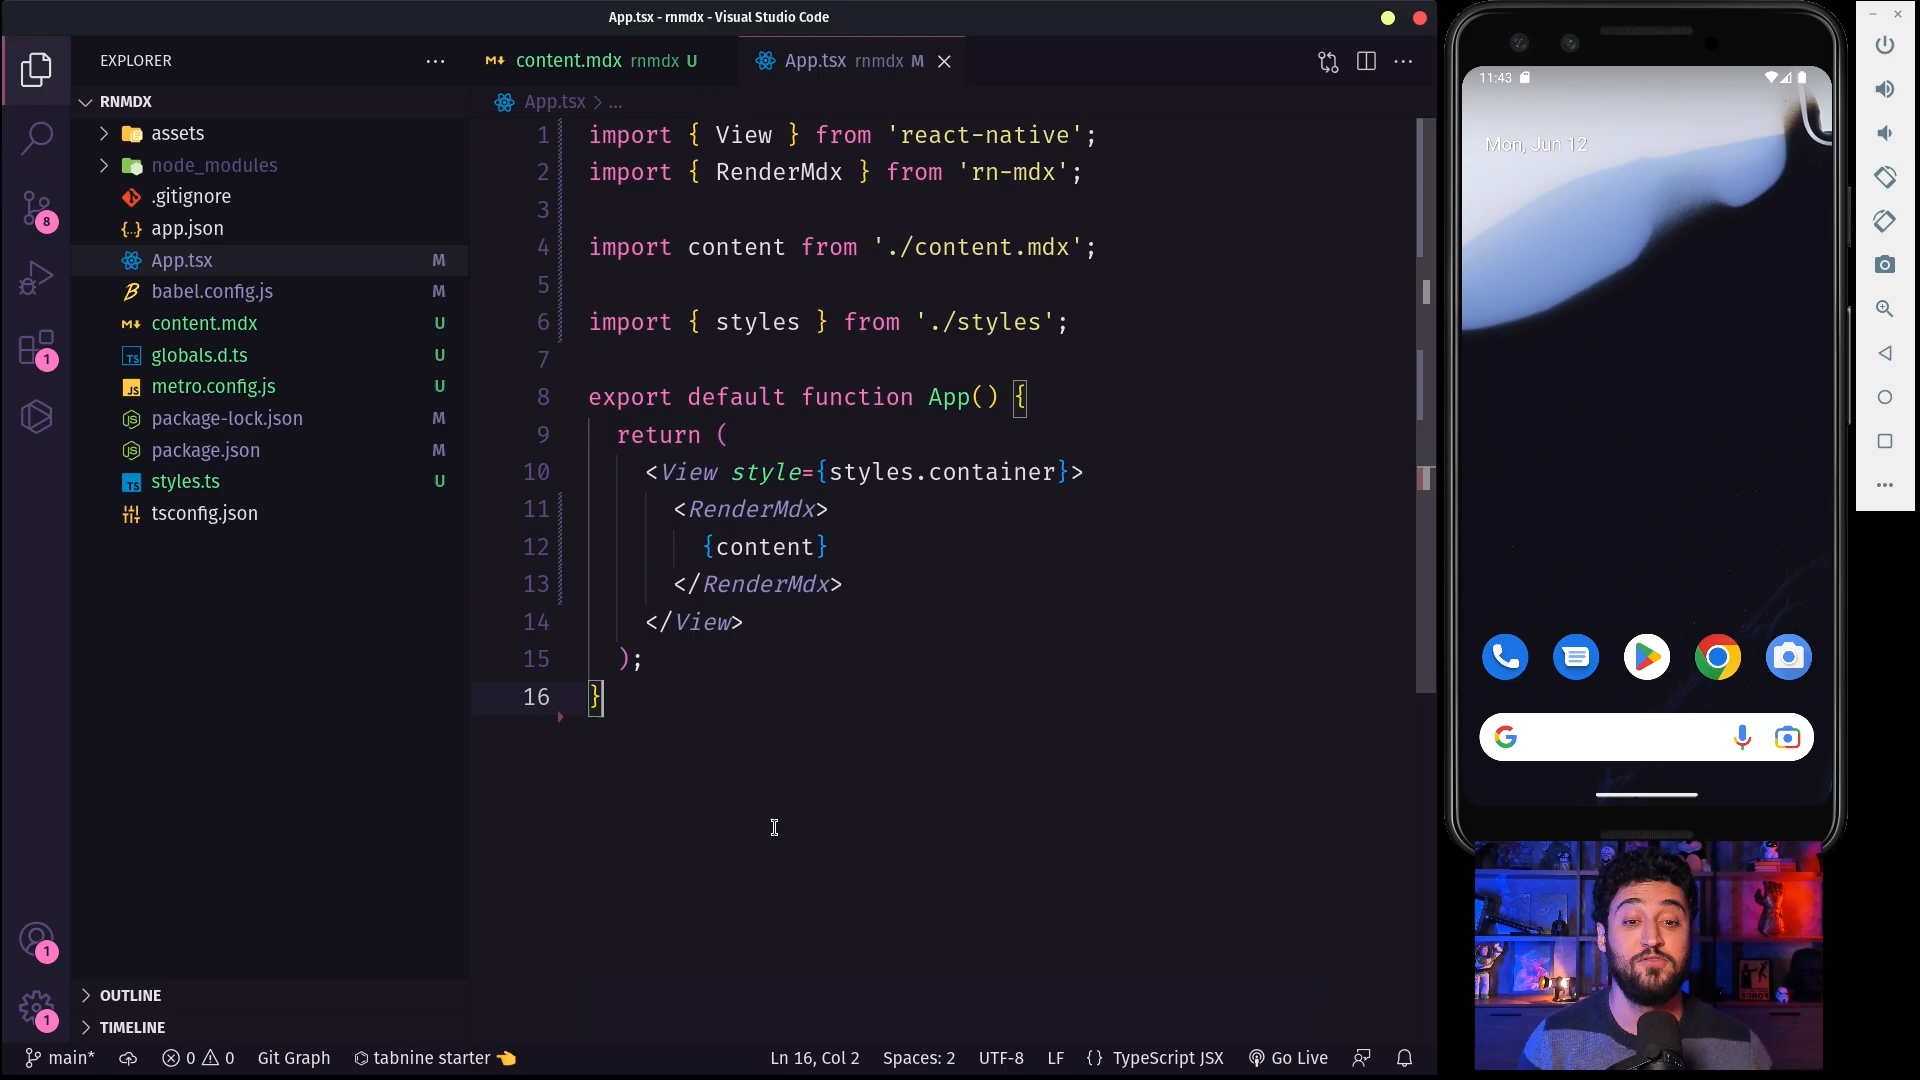 App.tsx - rnmdx - Visual Studio Code
EXPLORER
RNMDX
assets
node_modules
.gitignore
app.json
App.tsx M
babel.config.js M
content.mdx U
globals.d.ts U
metro.config.js U
package-lock.json M
package.json M
styles.ts U
tsconfig.json
OUTLINE
TIMELINE
8
1
1
1
content.mdx rnmdx U
App.tsx rnmdx M
App.tsx > ...
1 import { View } from 'react-native';
2 import { RenderMdx } from 'rn-mdx';
3
4 import content from './content.mdx';
5
6 import { styles } from './styles';
7
8 export default function App() {
9 return (
10 <View style={styles.container}>
11 <RenderMdx>
12 {content}
13 </RenderMdx>
14 </View>
15 );
16 }
main*
0 0
Git Graph
tabnine starter
Ln 16, Col 2
Spaces: 2
UTF-8
LF
{} TypeScript JSX
Go Live
11:43
Mon, Jun 12